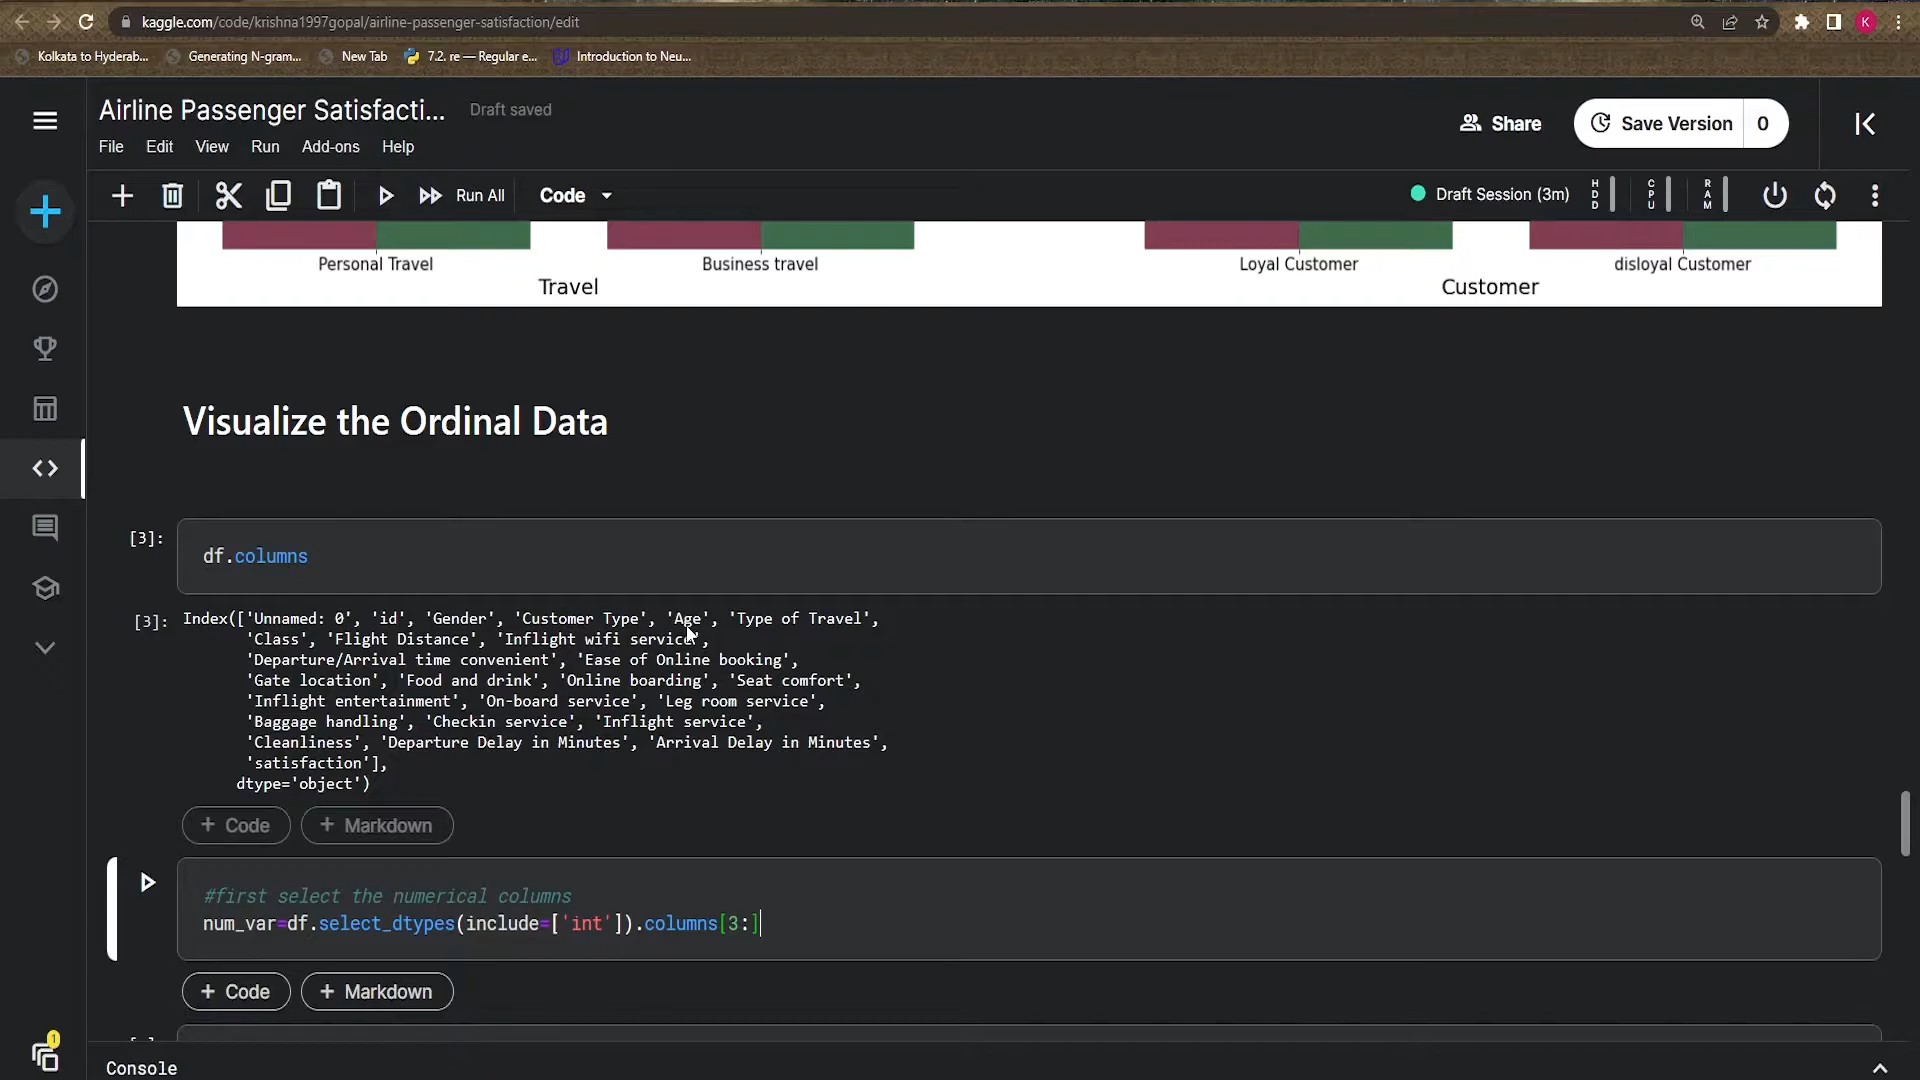 kaggle.com/code/krishna1997gopal/airline-passenger-satisfaction/edit
K
Kolkata to Hyderab...
Generating N-gram...
New Tab
7.2. re — Regular e...
Introduction to Neu...
Airline Passenger Satisfacti...
Draft saved
Share
Save Version
0
File
Edit
View
Run
Add-ons
Help
Run All
Code
Draft Session (3m)
HDD
CPU
RAM
Personal Travel
Business travel
Loyal Customer
disloyal Customer
Travel
Customer
Visualize the Ordinal Data
[3]:
df.columns
[3]:
Index(['Unnamed: 0', 'id', 'Gender', 'Customer Type', 'Age', 'Type of Travel',
'Class', 'Flight Distance', 'Inflight wifi service',
'Departure/Arrival time convenient', 'Ease of Online booking',
'Gate location', 'Food and drink', 'Online boarding', 'Seat comfort',
'Inflight entertainment', 'On-board service', 'Leg room service',
'Baggage handling', 'Checkin service', 'Inflight service',
'Cleanliness', 'Departure Delay in Minutes', 'Arrival Delay in Minutes',
'satisfaction'],
dtype='object')
+ Code
+ Markdown
#first select the numerical columns
num_var=df.select_dtypes(include=['int']).columns[3:]
+ Code
+ Markdown
1
Console